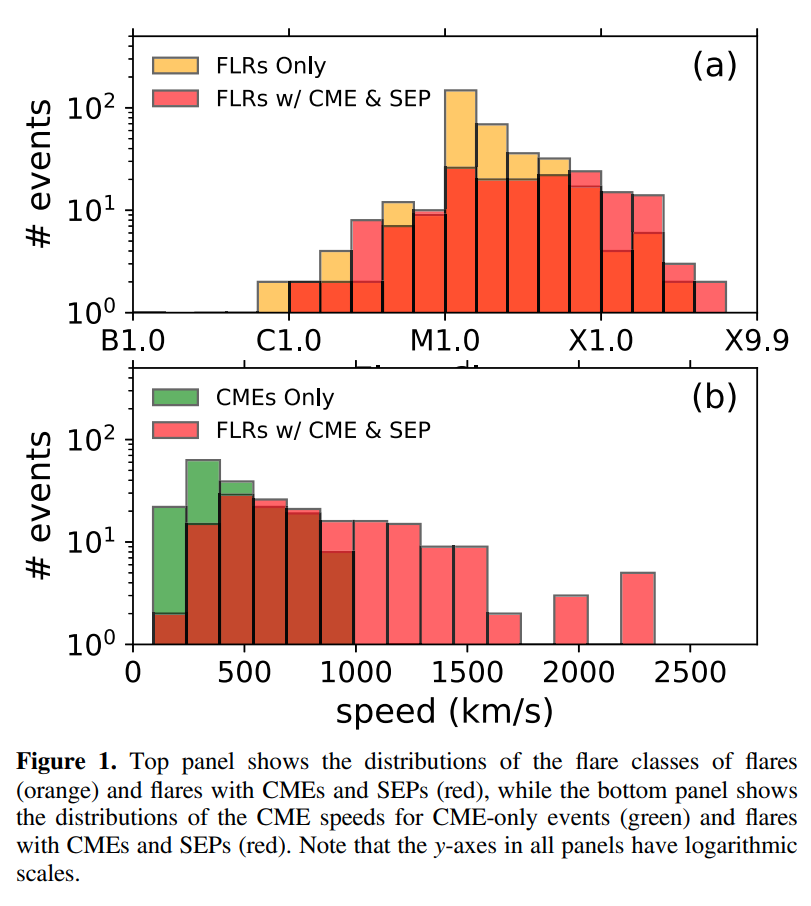 FLRs Only
FLRs w/ CME & SEP
(a)
10²
10¹
10⁰
# events
B1.0 C1.0 M1.0 X1.0 X9.9
CMEs Only
FLRs w/ CME & SEP
(b)
10²
10¹
10⁰
# events
0 500 1000 1500 2000 2500
speed (km/s)
Figure 1. Top panel shows the distributions of the flare classes of flares
(orange) and flares with CMEs and SEPs (red), while the bottom panel shows
the distributions of the CME speeds for CME-only events (green) and flares
with CMEs and SEPs (red). Note that the y-axes in all panels have logarithmic
scales.